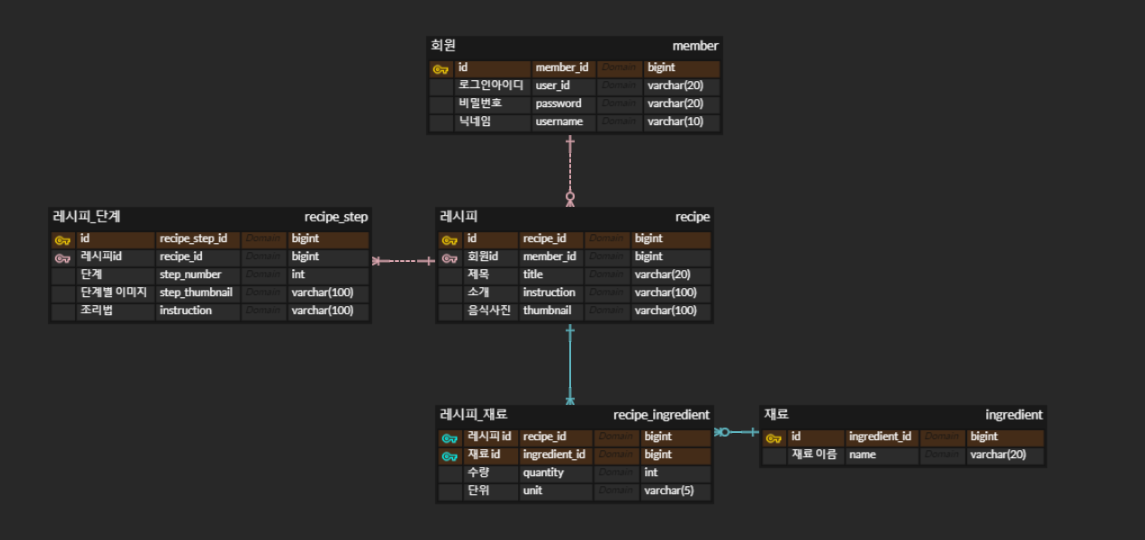 회원 member
id member_id Domain bigint
로그인아이디 user_id Domain varchar(20)
비밀번호 password Domain varchar(20)
닉네임 username Domain varchar(10)
레시피_단계 recipe_step
id recipe_step_id Domain bigint
레시피id recipe_id Domain bigint
단계 step_number Domain int
단계별 이미지 step_thumbnail Domain varchar(100)
조리법 instruction Domain varchar(100)
레시피 recipe
id recipe_id Domain bigint
회원id member_id Domain bigint
제목 title Domain varchar(20)
소개 instruction Domain varchar(100)
음식사진 thumbnail Domain varchar(100)
레시피_재료 recipe_ingredient
레시피 id recipe_id Domain bigint
재료 id ingredient_id Domain bigint
수량 quantity Domain int
단위 unit Domain varchar(5)
재료 ingredient
id ingredient_id Domain bigint
재료 이름 name Domain varchar(20)